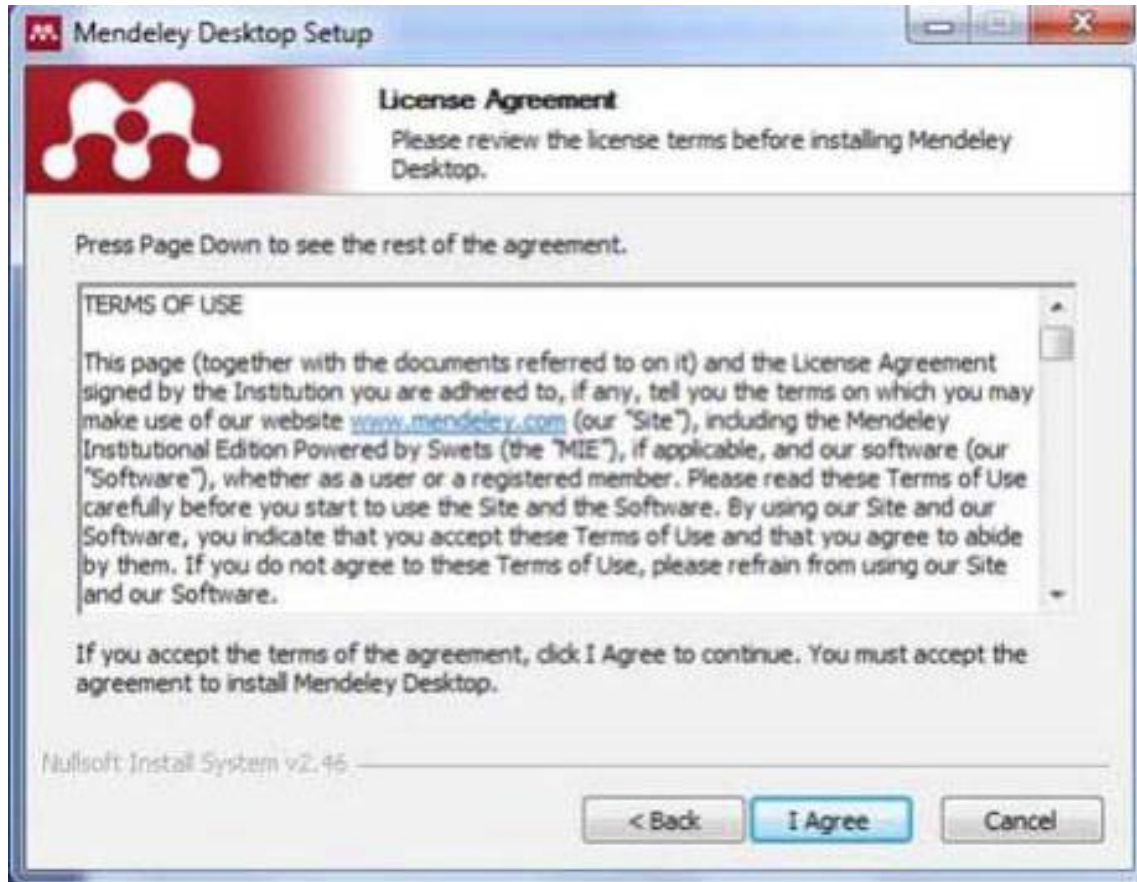 Mendeley Desktop Setup
License Agreement
Please review the license terms before installing Mendeley
Desktop.
Press Page Down to see the rest of the agreement.
TERMS OF USE
This page (together with the documents referred to on it) and the License Agreement
signed by the Institution you are adhered to, if any, tell you the terms on which you may
make use of our website www.mendeley.com (our "Site"), including the Mendeley
Institutional Edition Powered by Swets (the "MIE"), if applicable, and our software (our
"Software"), whether as a user or a registered member. Please read these Terms of Use
carefully before you start to use the Site and the Software. By using our Site and our
Software, you indicate that you accept these Terms of Use and that you agree to abide
by them. If you do not agree to these Terms of Use, please refrain from using our Site
and our Software.
If you accept the terms of the agreement, click I Agree to continue. You must accept the
agreement to install Mendeley Desktop.
Nullsoft Install System v2.46
< Back I Agree Cancel